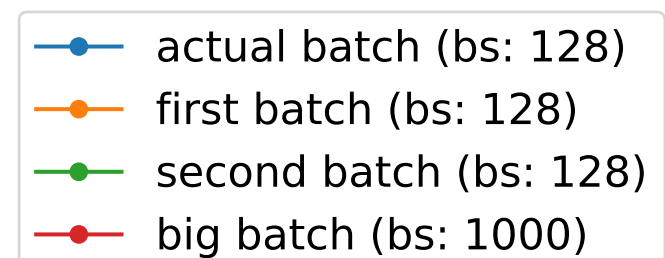 actual batch (bs: 128)
first batch (bs: 128)
second batch (bs: 128)
big batch (bs: 1000)